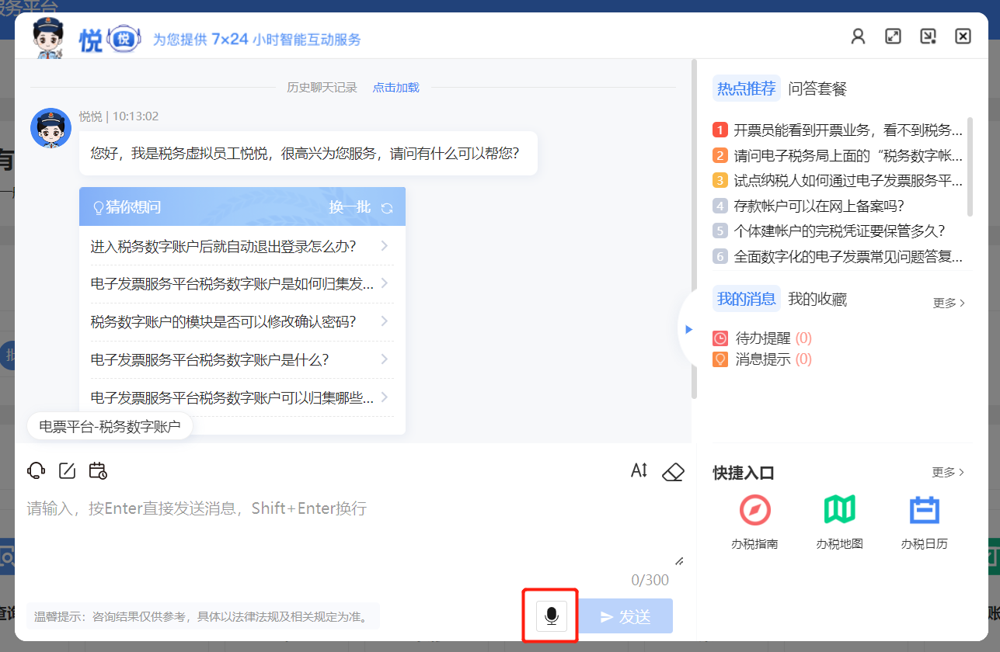 服务平台
悦 悦 为您提供 7×24 小时智能互动服务
历史聊天记录 点击加载
悦悦 | 10:13:02
您好，我是税务虚拟员工悦悦，很高兴为您服务，请问有什么可以帮您？
猜你想问 换一批
进入税务数字账户后就自动退出登录怎么办？
电子发票服务平台税务数字账户是如何归集发...
税务数字账户的模块是否可以修改确认密码？
电子发票服务平台税务数字账户是什么？
电子发票服务平台税务数字账户可以归集哪些...
电票平台-税务数字账户
请输入，按Enter直接发送消息，Shift+Enter换行
0/300
温馨提示：咨询结果仅供参考，具体以法律法规及相关规定为准。
发送
热点推荐 问答套餐
1 开票员能看到开票业务，看不到税务...
2 请问电子税务局上面的“税务数字帐...
3 试点纳税人如何通过电子发票服务平...
4 存款帐户可以在网上备案吗？
5 个体建帐户的完税凭证要保管多久？
6 全面数字化的电子发票常见问题答复...
我的消息 我的收藏 更多
待办提醒 (0)
消息提示 (0)
快捷入口 更多
办税指南 办税地图 办税日历
有
查询
账